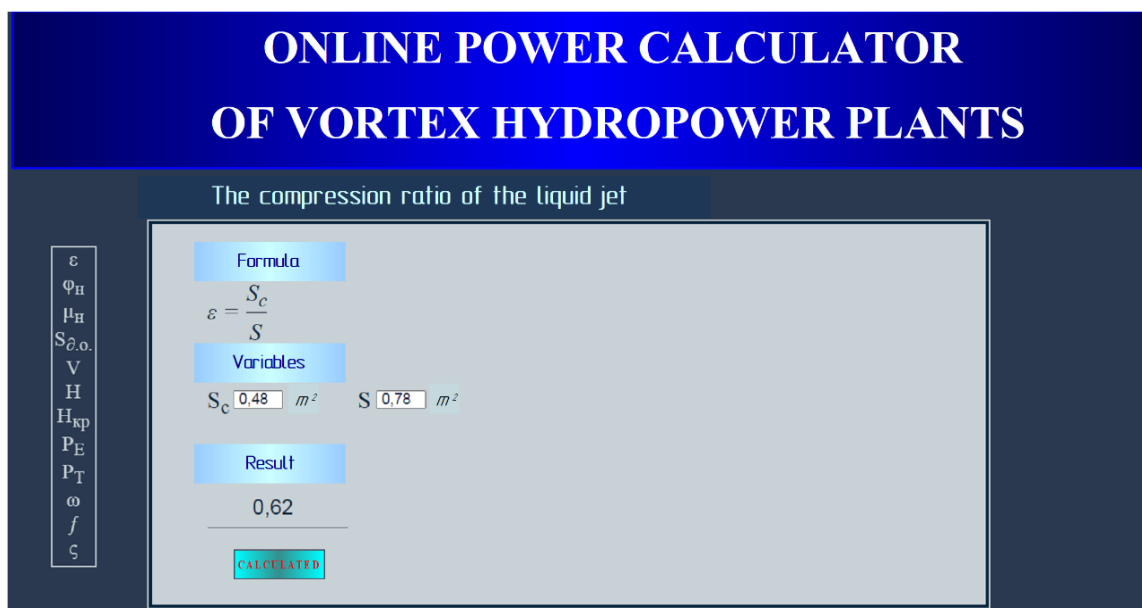 ONLINE POWER CALCULATOR
OF VORTEX HYDROPOWER PLANTS
The compression ratio of the liquid jet
ε
φн
μн
S∂.о.
V
H
Hкр
PE
PT
ω
f
ς
Formula
ε = Sc / S
Variables
Sc 0,48 m² S 0,78 m²
Result
0,62
CALCULATED